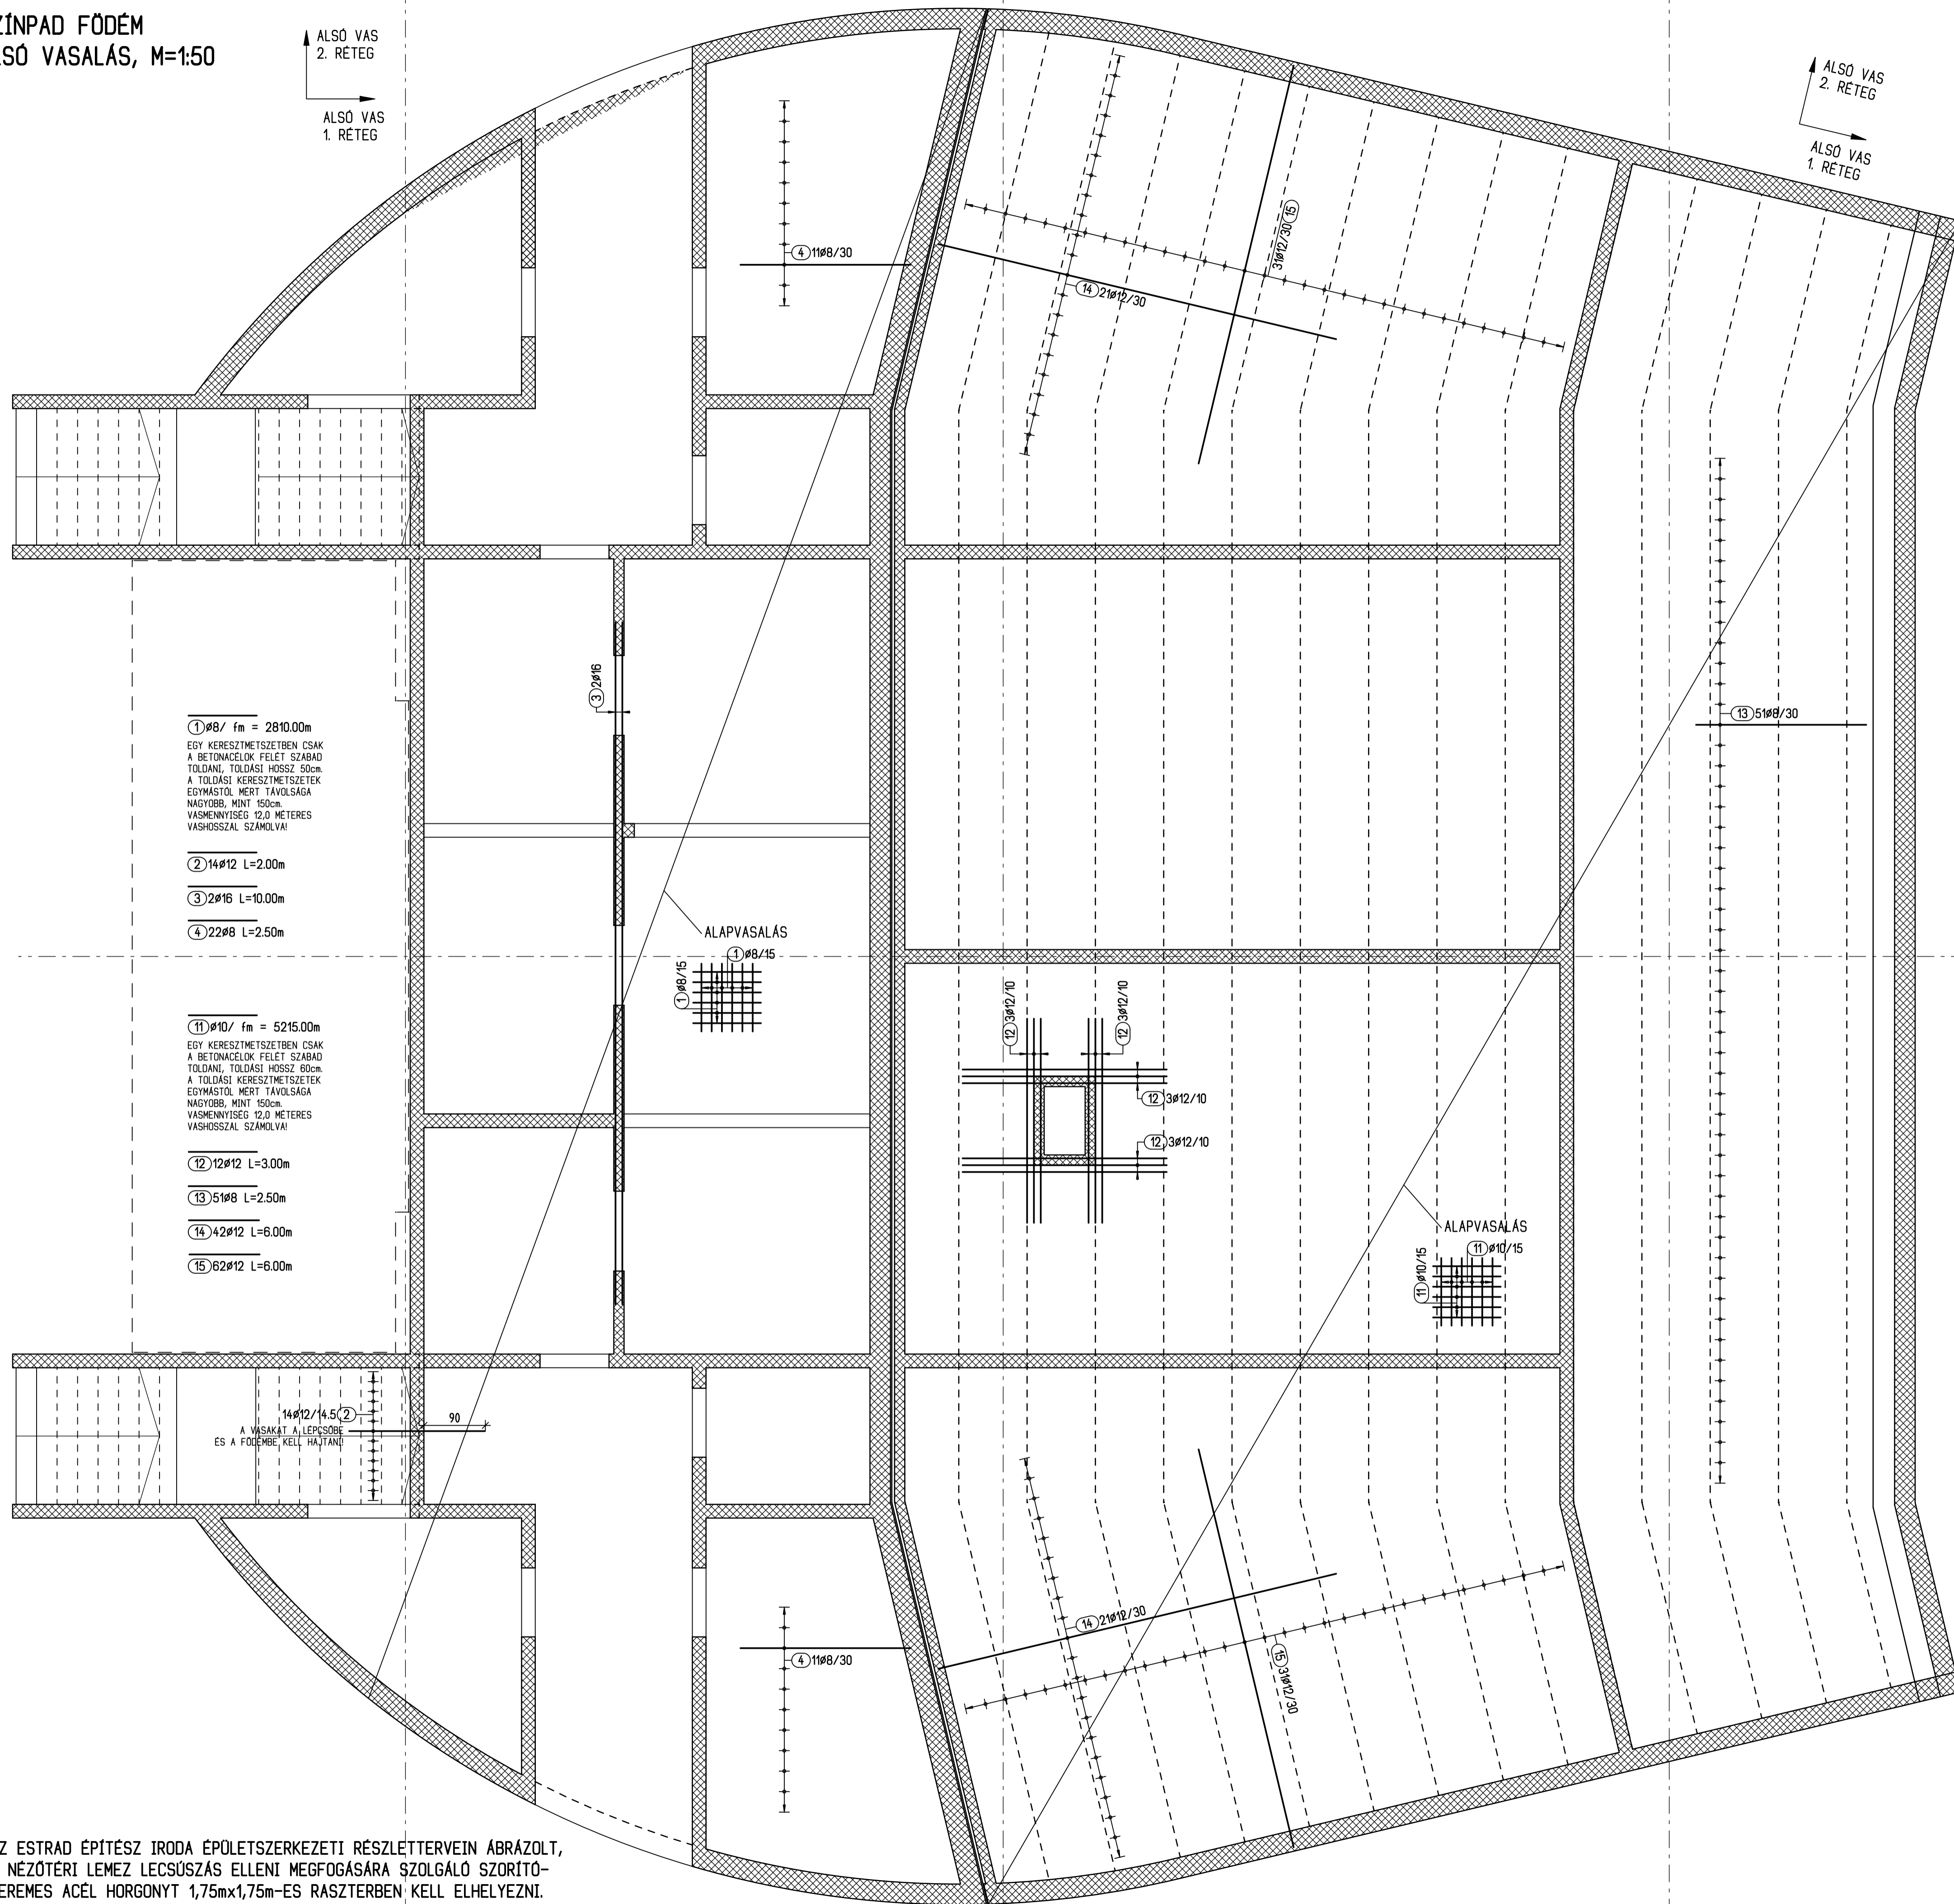 ZÍNPAD FÖDÉM
LSÓ VASALÁS, M=1:50
ALSÓ VAS
2. RÉTEG
ALSÓ VAS
1. RÉTEG
ALSÓ VAS
2. RÉTEG
ALSÓ VAS
1. RÉTEG
4 11ø8/30
31ø12/30 15
14 21ø12/30
3 2ø16
13 51ø8/30
1 ø8/ fm = 2810.00m
EGY KERESZTMETSZETBEN CSAK
A BETONACÉLOK FELÉT SZABAD
TOLDANI, TOLDÁSI HOSSZ 50cm.
A TOLDÁSI KERESZTMETSZETEK
EGYMÁSTÓL MÉRT TÁVOLSÁGA
NAGYOBB, MINT 150cm.
VASMENNYISÉG 12,0 MÉTERES
VASHOSSZAL SZÁMOLVA!
2 14ø12 L=2.00m
3 2ø16 L=10.00m
4 22ø8 L=2.50m
ALAPVASALÁS
1 ø8/15
1 ø8/15
11 ø10/ fm = 5215.00m
EGY KERESZTMETSZETBEN CSAK
A BETONACÉLOK FELÉT SZABAD
TOLDANI, TOLDÁSI HOSSZ 60cm.
A TOLDÁSI KERESZTMETSZETEK
EGYMÁSTÓL MÉRT TÁVOLSÁGA
NAGYOBB, MINT 150cm.
VASMENNYISÉG 12,0 MÉTERES
VASHOSSZAL SZÁMOLVA!
12 12ø12 L=3.00m
13 51ø8 L=2.50m
14 42ø12 L=6.00m
15 62ø12 L=6.00m
12 3ø12/10
12 3ø12/10
12 3ø12/10
12 3ø12/10
ALAPVASALÁS
11 ø10/15
11 ø10/15
14ø12/14.5 2
90
A VASAKAT A LÉPCSŐBE
ÉS A FÖDÉMBE KELL HAJTANI!
4 11ø8/30
14 21ø12/30
15 31ø12/30
Z ESTRAD ÉPÍTÉSZ IRODA ÉPÜLETSZERKEZETI RÉSZLETTERVEIN ÁBRÁZOLT,
NÉZŐTÉRI LEMEZ LECSÚSZÁS ELLENI MEGFOGÁSÁRA SZOLGÁLÓ SZORÍTÓ-
EREMES ACÉL HORGONYT 1,75mx1,75m-ES RASZTERBEN KELL ELHELYEZNI.